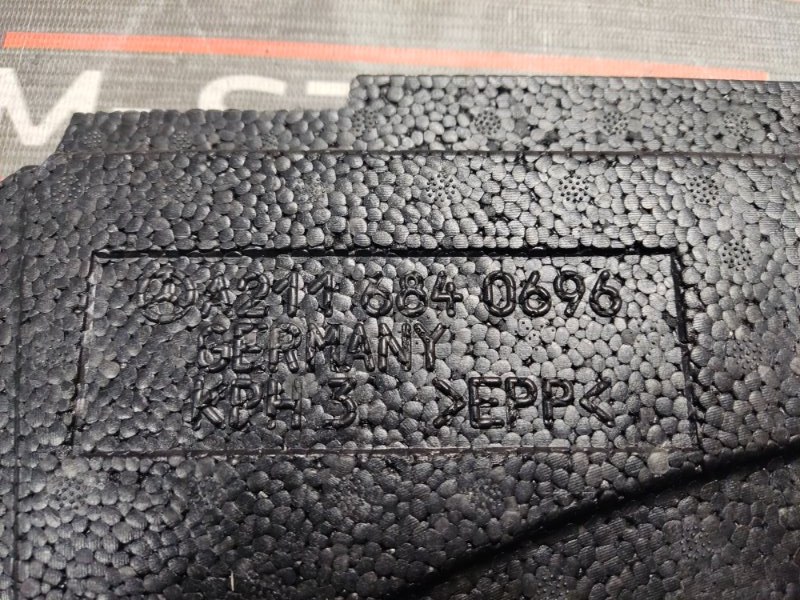 A211 684 0696
GERMANY
KPH 3 >EPP<